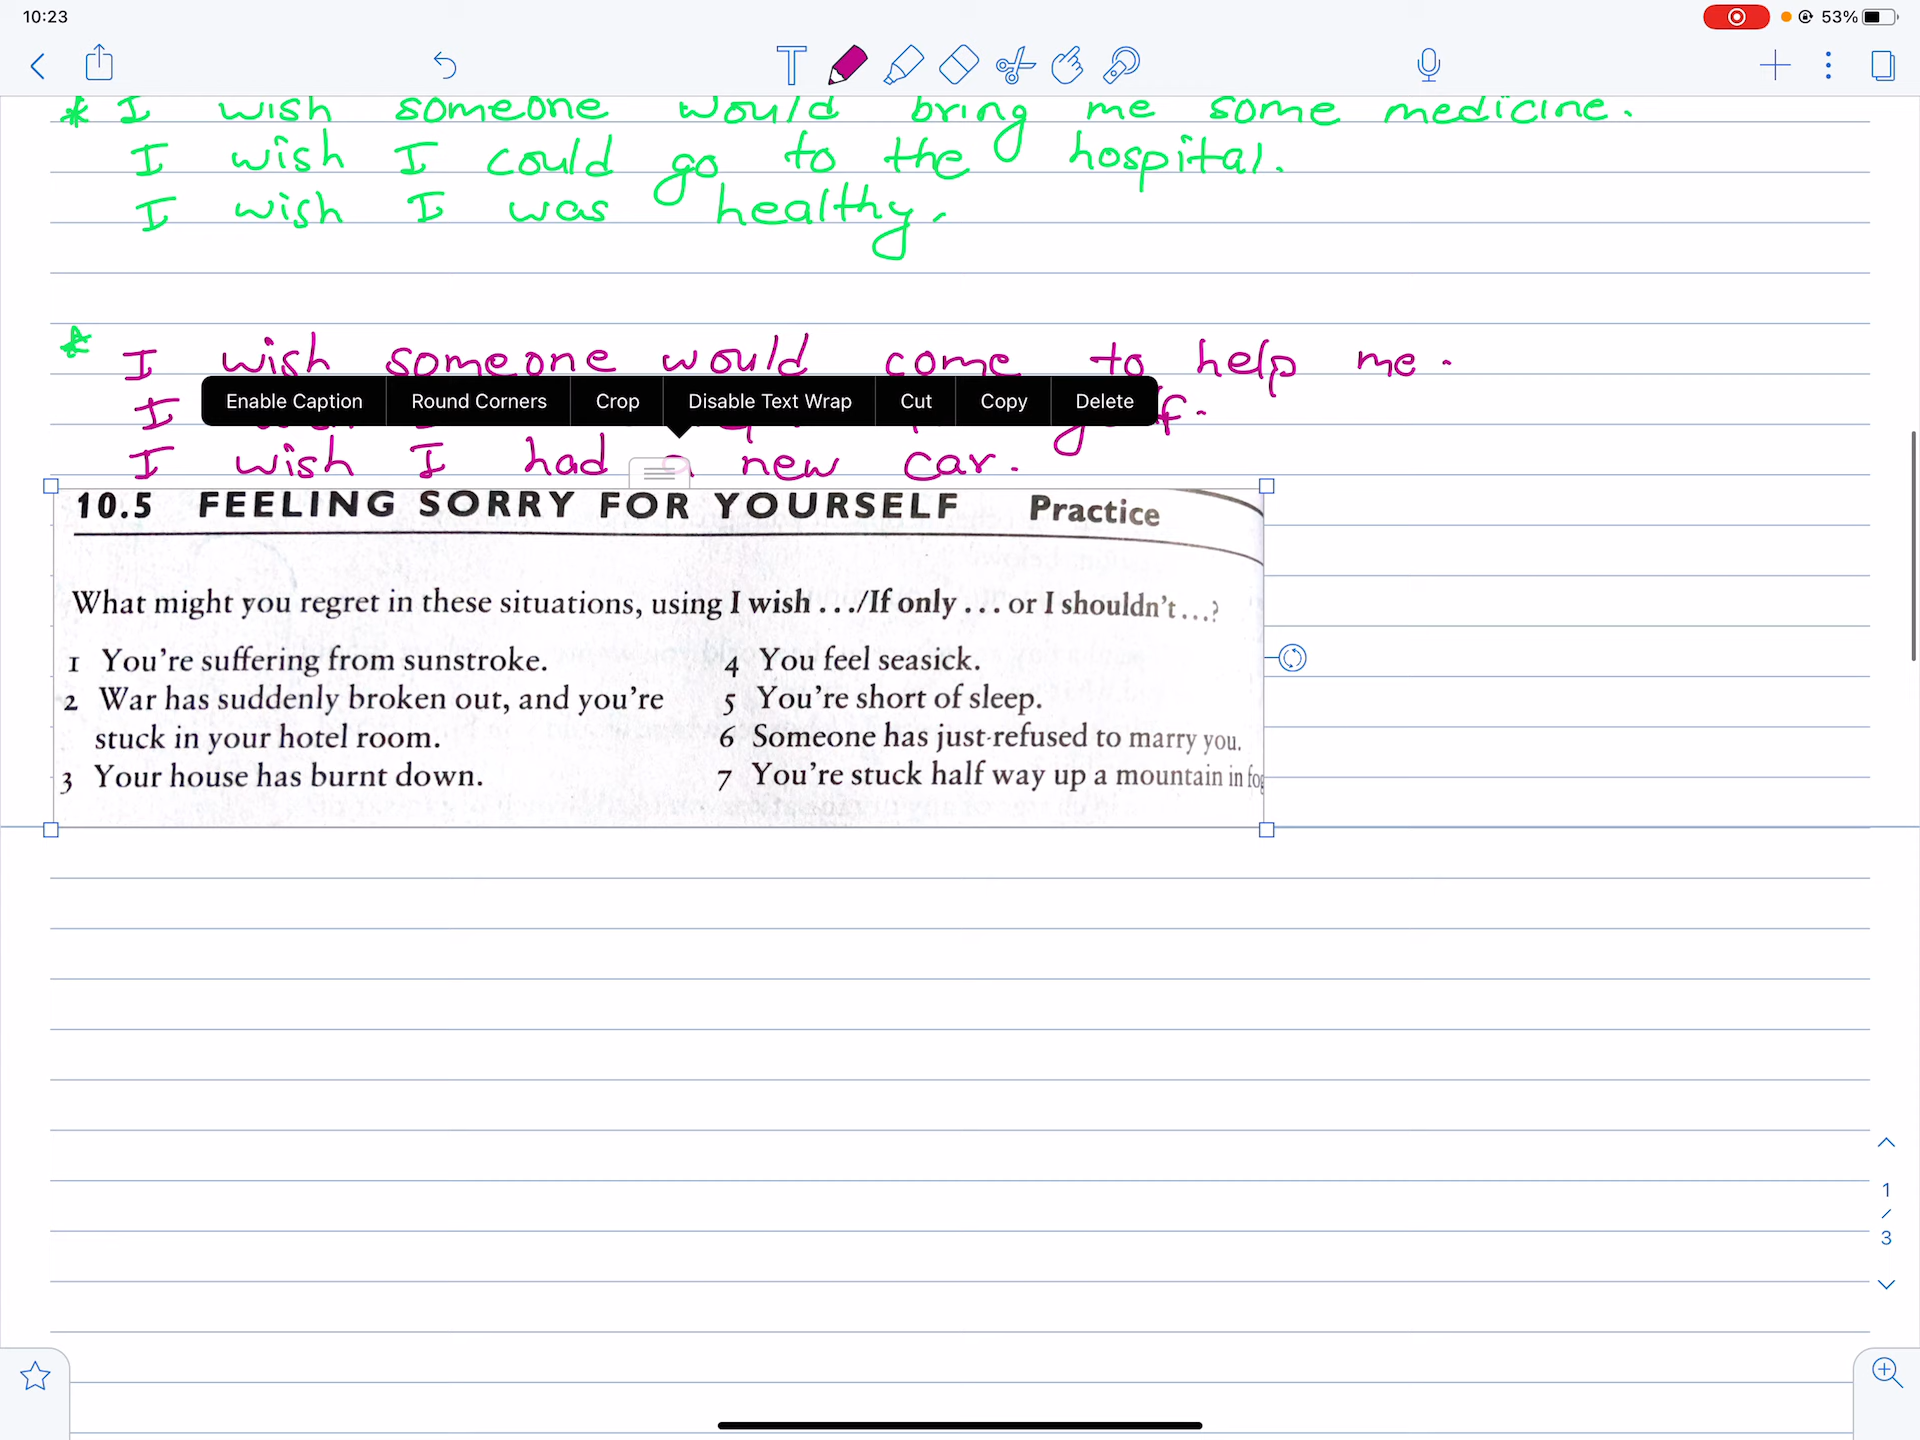 10:23
53%
* I wish someone would bring me some medicine.
I wish I could go to the hospital.
I wish I was healthy.
* I wish someone would come to help me.
Enable Caption Round Corners Crop Disable Text Wrap Cut Copy Delete
I
I wish I had a new car.
10.5 FEELING SORRY FOR YOURSELF Practice
What might you regret in these situations, using I wish .../If only ... or I shouldn't ...?
1 You're suffering from sunstroke.
2 War has suddenly broken out, and you're
stuck in your hotel room.
3 Your house has burnt down.
4 You feel seasick.
5 You're short of sleep.
6 Someone has just refused to marry you.
7 You're stuck half way up a mountain in fog
1
/
3